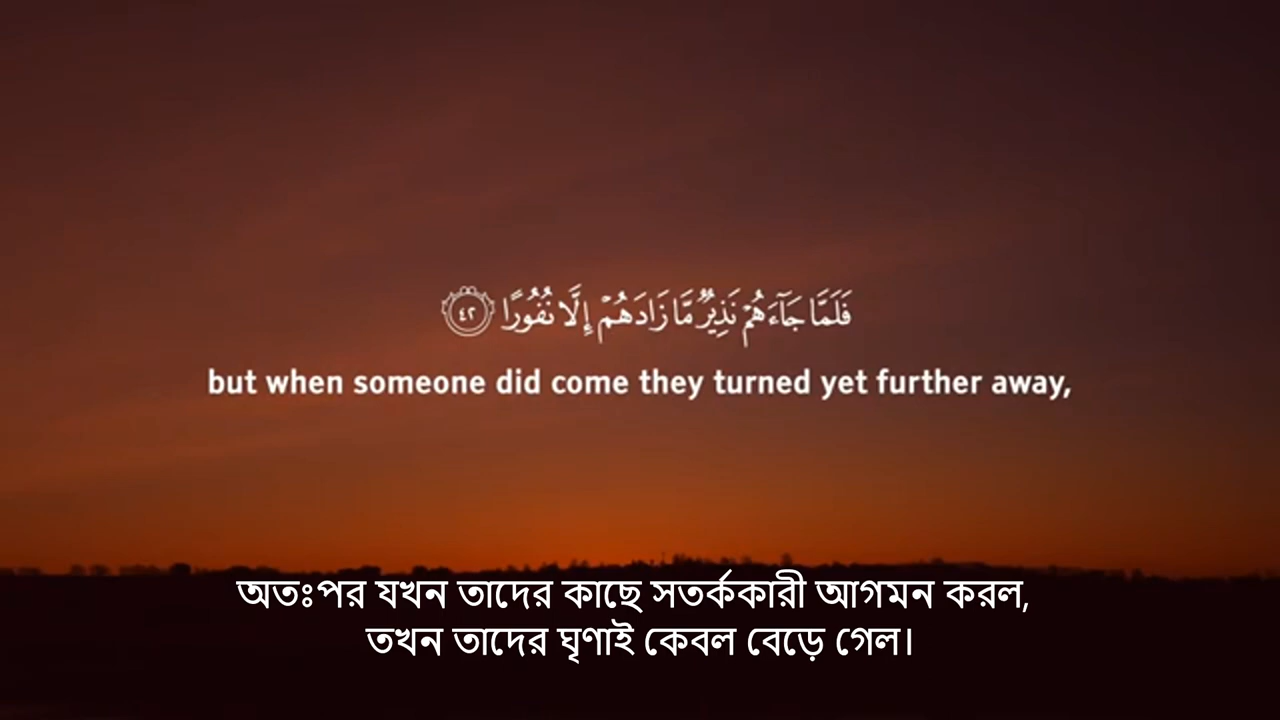 فَلَمَّا جَآءَهُمْ نَذِيرٌ مَّا زَادَهُمْ إِلَّا نُفُورًا ٤٢
but when someone did come they turned yet further away,
অতঃপর যখন তাদের কাছে সতর্ককারী আগমন করল,
তখন তাদের ঘৃণাই কেবল বেড়ে গেল।